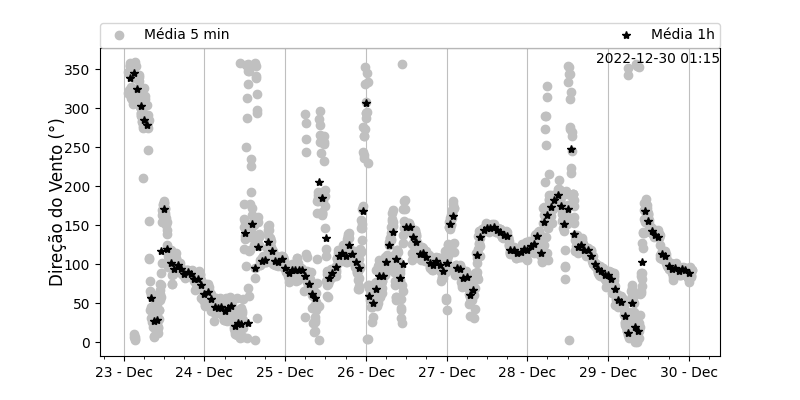 Média 5 min
Média 1h
2022-12-30 01:15
Direção do Vento (°)
350
300
250
200
150
100
50
0
23 - Dec
24 - Dec
25 - Dec
26 - Dec
27 - Dec
28 - Dec
29 - Dec
30 - Dec